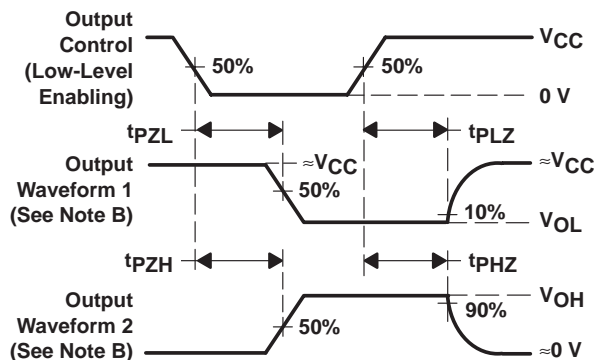 Output
Control
(Low-Level
Enabling)
50%
50%
VCC
0 V
tPZL
tPLZ
Output
Waveform 1
(See Note B)
≈VCC
50%
10%
≈VCC
VOL
tPZH
tPHZ
Output
Waveform 2
(See Note B)
50%
90%
VOH
≈0 V